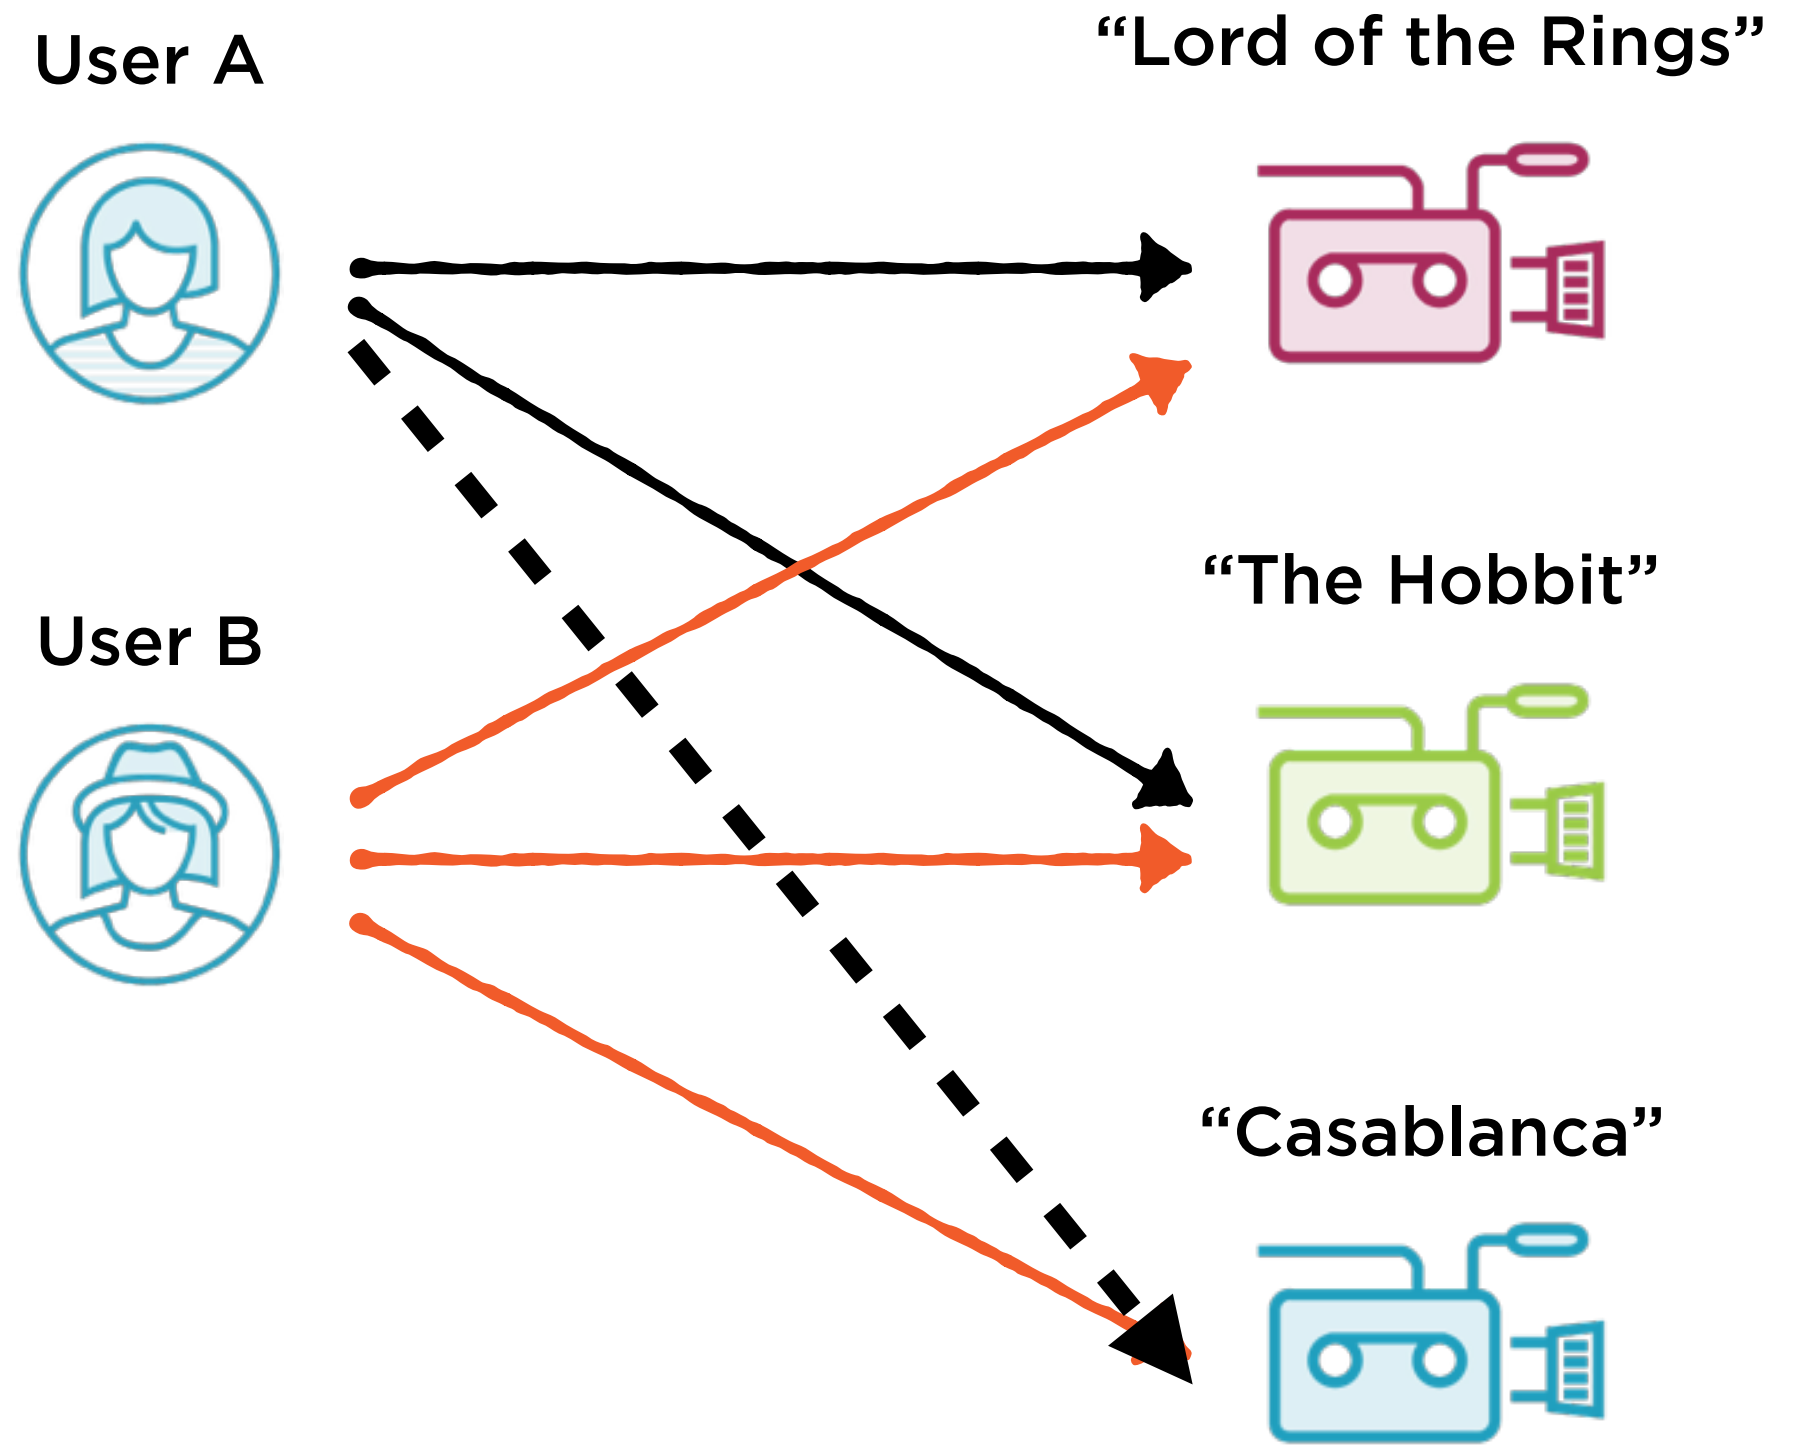 User A
“Lord of the Rings”
“The Hobbit”
User B
“Casablanca”